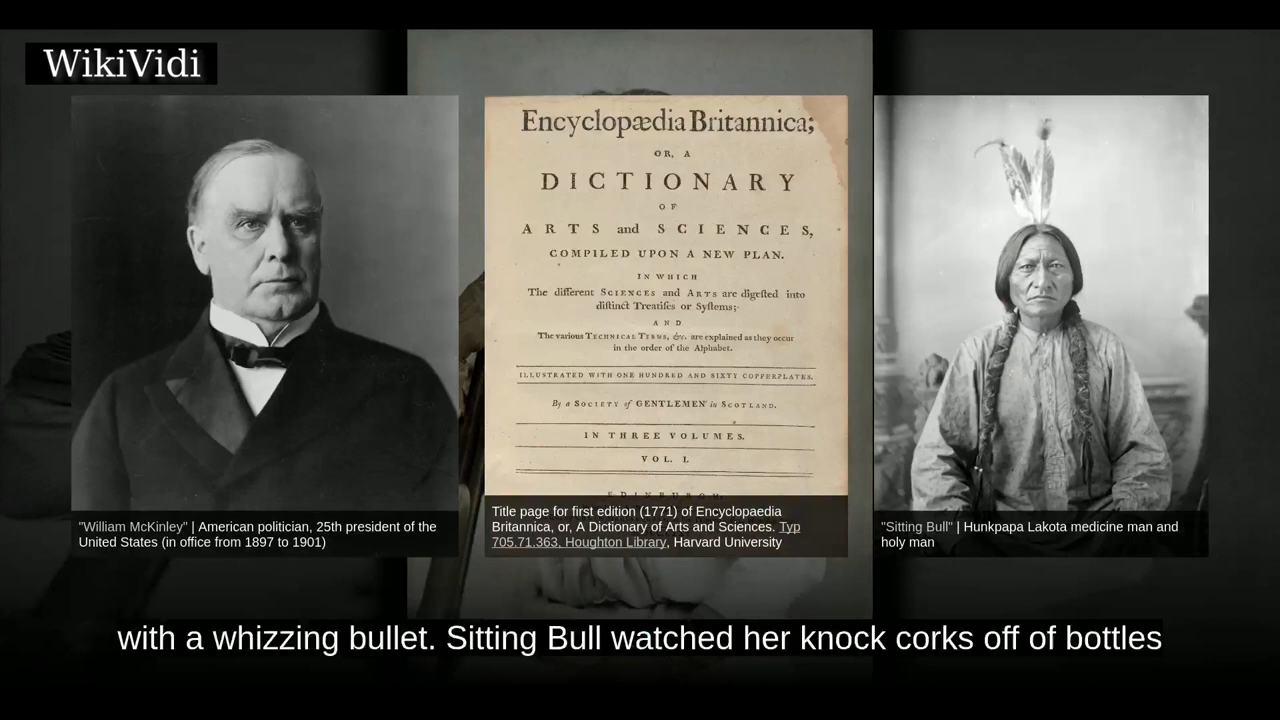 WikiVidi
Encyclopædia Britannica;
OR, A
DICTIONARY
OF
ARTS and SCIENCES,
COMPILED UPON A NEW PLAN.
IN WHICH
The different SCIENCES and ARTS are digeſted into
diſtinct Treatiſes or Syſtems;
AND
The various TECHNICAL TERMS, &c. are explained as they occur
in the order of the Alphabet.
ILLUSTRATED WITH ONE HUNDRED AND SIXTY COPPERPLATES.
By a SOCIETY of GENTLEMEN in SCOTLAND.
IN THREE VOLUMES.
VOL. I.
EDINBURGH
"William McKinley" | American politician, 25th president of the
United States (in office from 1897 to 1901)
Title page for first edition (1771) of Encyclopaedia
Britannica, or, A Dictionary of Arts and Sciences. Typ
705.71.363. Houghton Library, Harvard University
"Sitting Bull" | Hunkpapa Lakota medicine man and
holy man
with a whizzing bullet. Sitting Bull watched her knock corks off of bottles